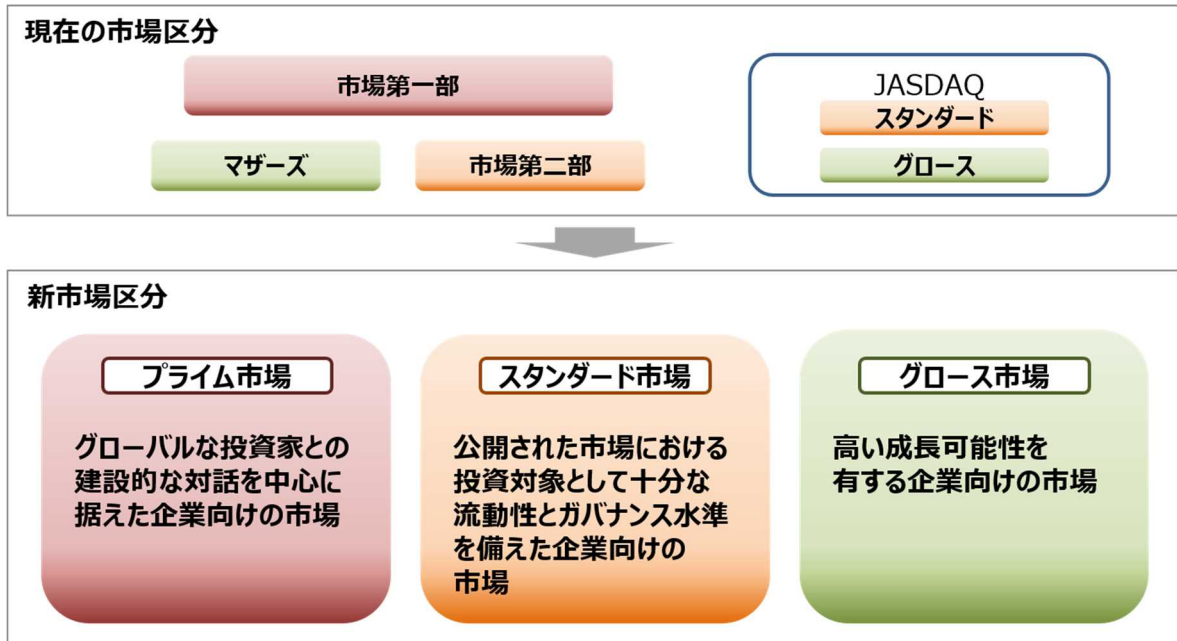 現在の市場区分
市場第一部
マザーズ
市場第二部
JASDAQ
スタンダード
グロース
新市場区分
プライム市場
グローバルな投資家との
建設的な対話を中心に
据えた企業向けの市場
スタンダード市場
公開された市場における
投資対象として十分な
流動性とガバナンス水準
を備えた企業向けの
市場
グロース市場
高い成長可能性を
有する企業向けの市場